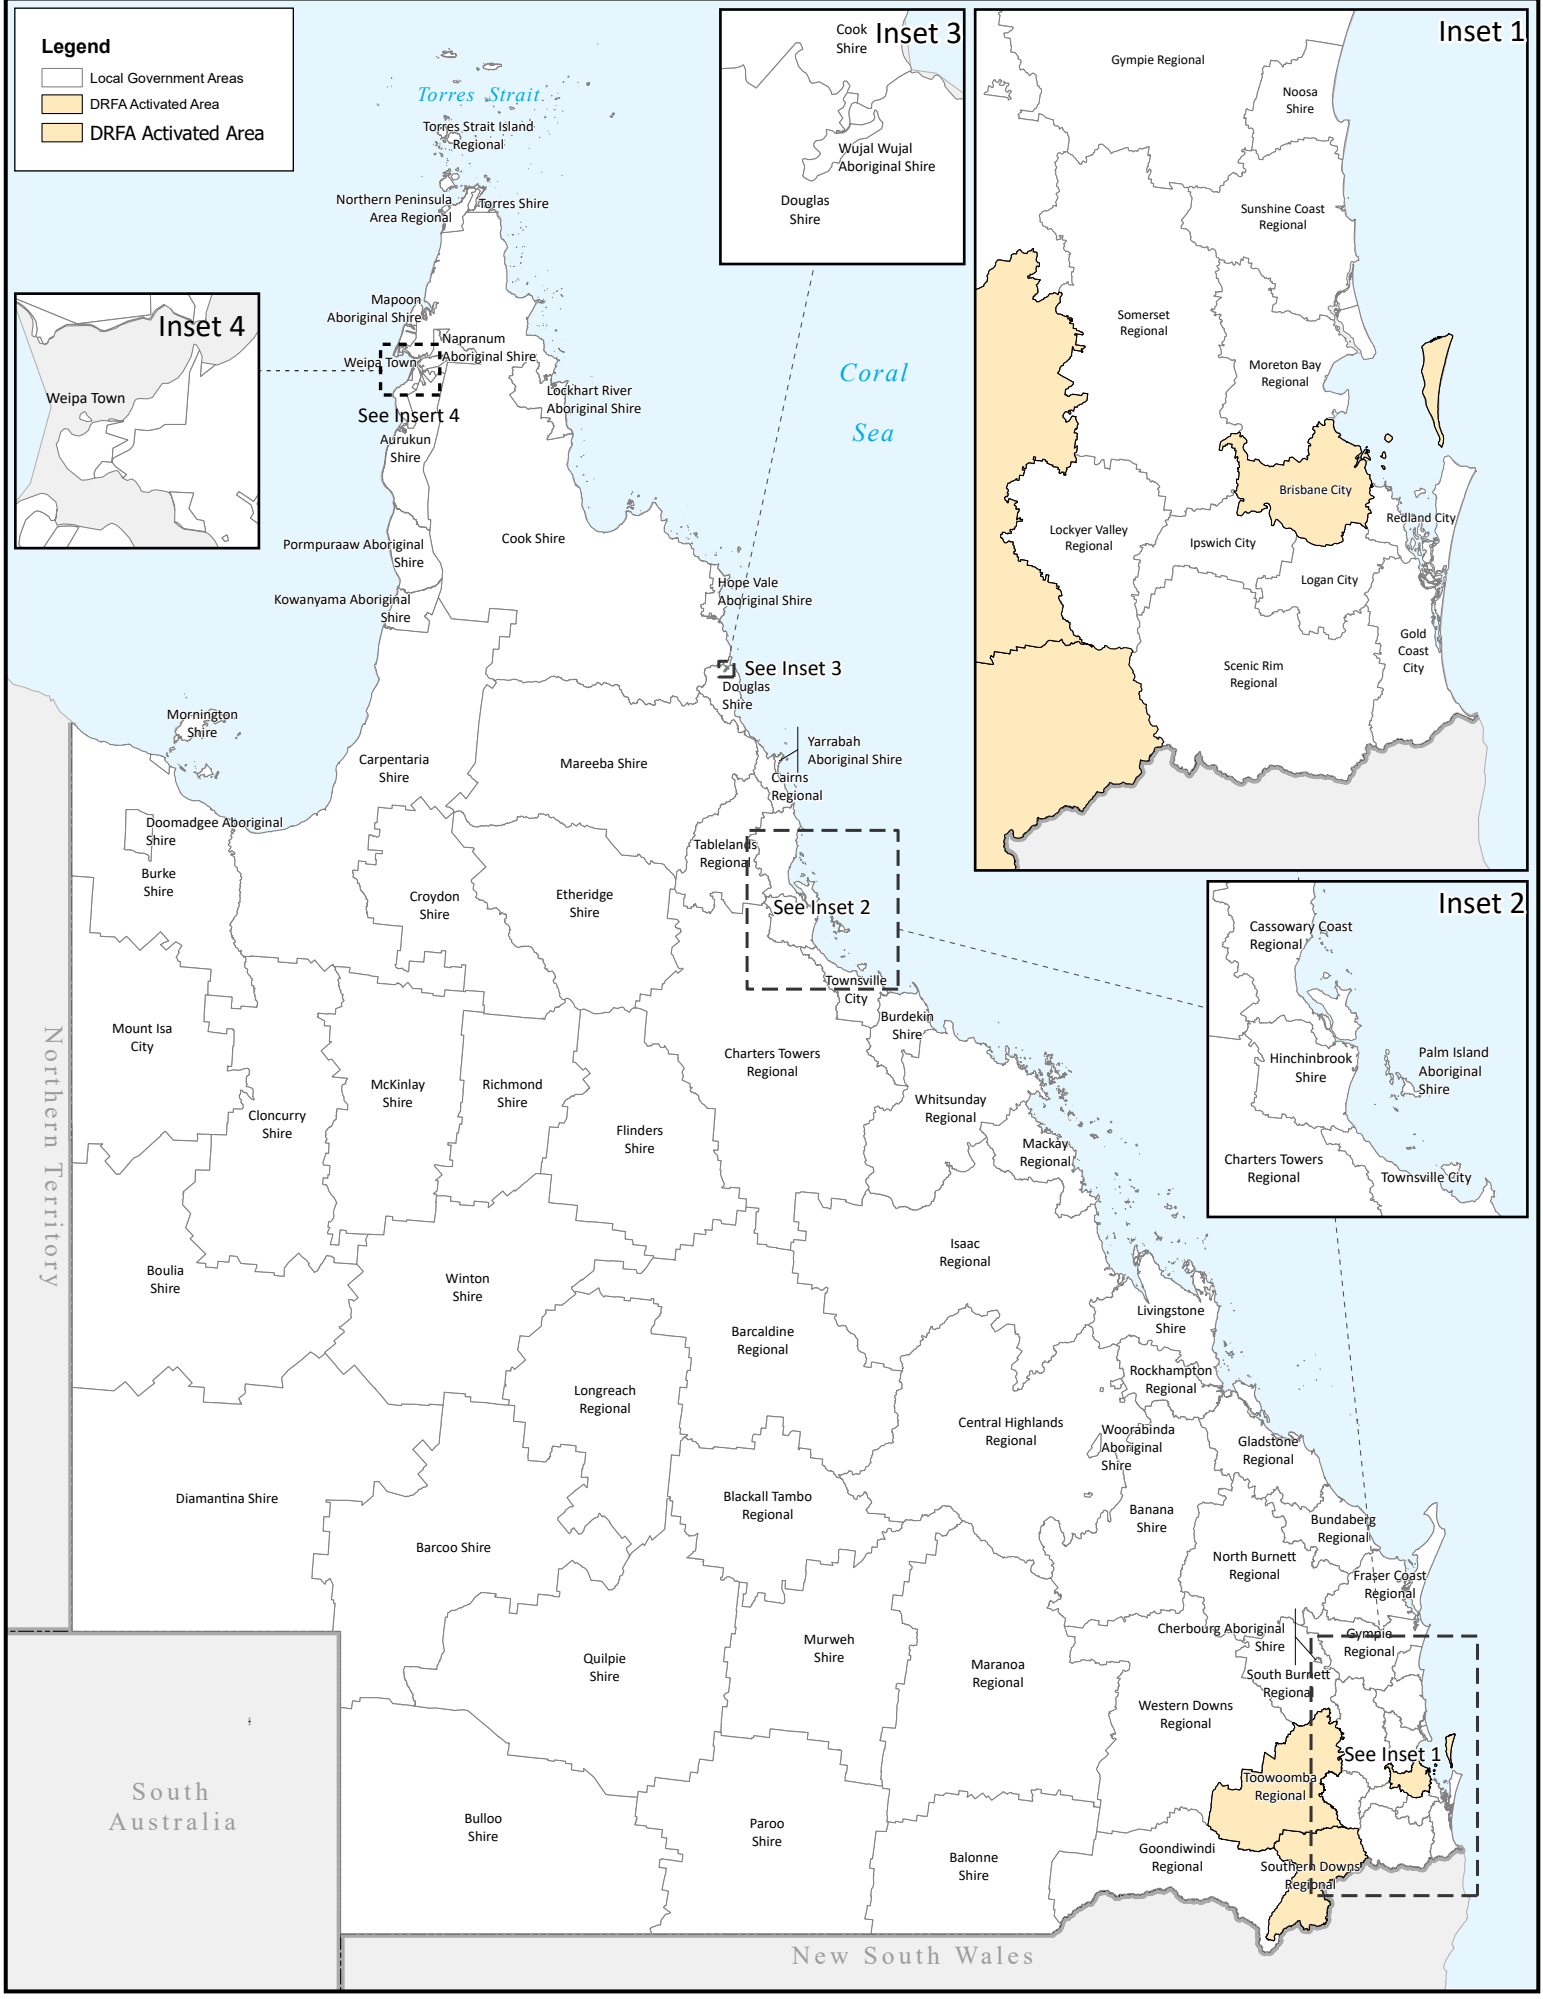 Legend
Local Government Areas
DRFA Activated Area
DRFA Activated Area
Inset 3
Cook
Shire
Wujal Wujal
Aboriginal Shire
Douglas
Shire
Inset 1
Gympie Regional
Noosa
Shire
Sunshine Coast
Regional
Somerset
Regional
Moreton Bay
Regional
Brisbane City
Redland City
Lockyer Valley
Regional
Ipswich City
Logan City
Gold
Coast
City
Scenic Rim
Regional
Inset 4
Weipa Town
Inset 2
Cassowary Coast
Regional
Hinchinbrook
Shire
Palm Island
Aboriginal
Shire
Charters Towers
Regional
Townsville City
Torres Strait
Torres Strait Island
Regional
Northern Peninsula
Area Regional
Torres Shire
Mapoon
Aboriginal Shire
Napranum
Aboriginal Shire
Weipa Town
See Insert 4
Lockhart River
Aboriginal Shire
Aurukun
Shire
Coral
Sea
Cook Shire
Pormpuraaw Aboriginal
Shire
Hope Vale
Aboriginal Shire
Kowanyama Aboriginal
Shire
See Inset 3
Douglas
Shire
Mornington
Shire
Carpentaria
Shire
Mareeba Shire
Yarrabah
Aboriginal Shire
Cairns
Regional
Doomadgee Aboriginal
Shire
Burke
Shire
Tablelands
Regional
Croydon
Shire
Etheridge
Shire
See Inset 2
Townsville
City
Burdekin
Shire
Mount Isa
City
Charters Towers
Regional
McKinlay
Shire
Richmond
Shire
Cloncurry
Shire
Flinders
Shire
Whitsunday
Regional
Mackay
Regional
Northern Territory
Isaac
Regional
Boulia
Shire
Winton
Shire
Livingstone
Shire
Barcaldine
Regional
Rockhampton
Regional
Longreach
Regional
Central Highlands
Regional
Woorabinda
Aboriginal
Shire
Gladstone
Regional
Diamantina Shire
Blackall Tambo
Regional
Banana
Shire
Bundaberg
Regional
Barcoo Shire
North Burnett
Regional
Fraser Coast
Regional
Cherbourg Aboriginal
Shire
Gympie
Regional
Murweh
Shire
Quilpie
Shire
Maranoa
Regional
South Burnett
Regional
Western Downs
Regional
See Inset 1
Toowoomba
Regional
South
Australia
Bulloo
Shire
Paroo
Shire
Balonne
Shire
Goondiwindi
Regional
Southern Downs
Regional
New South Wales